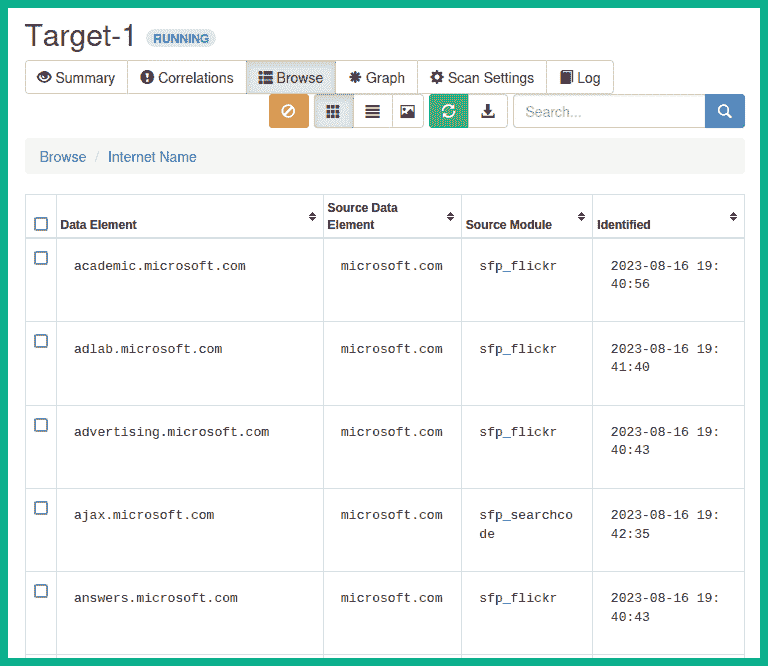 Target-1 RUNNING
Summary Correlations Browse Graph Scan Settings Log
Search...
Browse / Internet Name
Data Element Source Data Element Source Module Identified
academic.microsoft.com microsoft.com sfp_flickr 2023-08-16 19:
40:56
adlab.microsoft.com microsoft.com sfp_flickr 2023-08-16 19:
41:40
advertising.microsoft.com microsoft.com sfp_flickr 2023-08-16 19:
40:43
ajax.microsoft.com microsoft.com sfp_searchco 2023-08-16 19:
de 42:35
answers.microsoft.com microsoft.com sfp_flickr 2023-08-16 19:
40:43